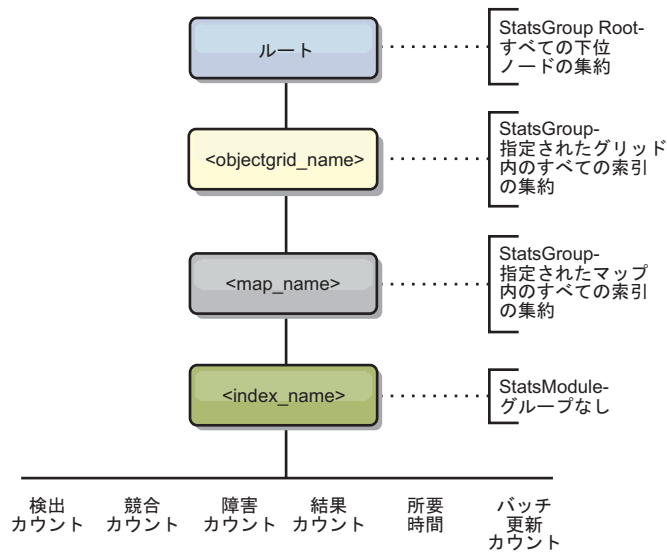 ルート
StatsGroup Root-
すべての下位
ノードの集約
<objectgrid_name>
StatsGroup-
指定されたグリッド
内のすべての索引
の集約
<map_name>
StatsGroup-
指定されたマップ
内のすべての索引
の集約
<index_name>
StatsModule-
グループなし
検出
カウント
競合
カウント
障害
カウント
結果
カウント
所要
時間
バッチ
更新
カウント